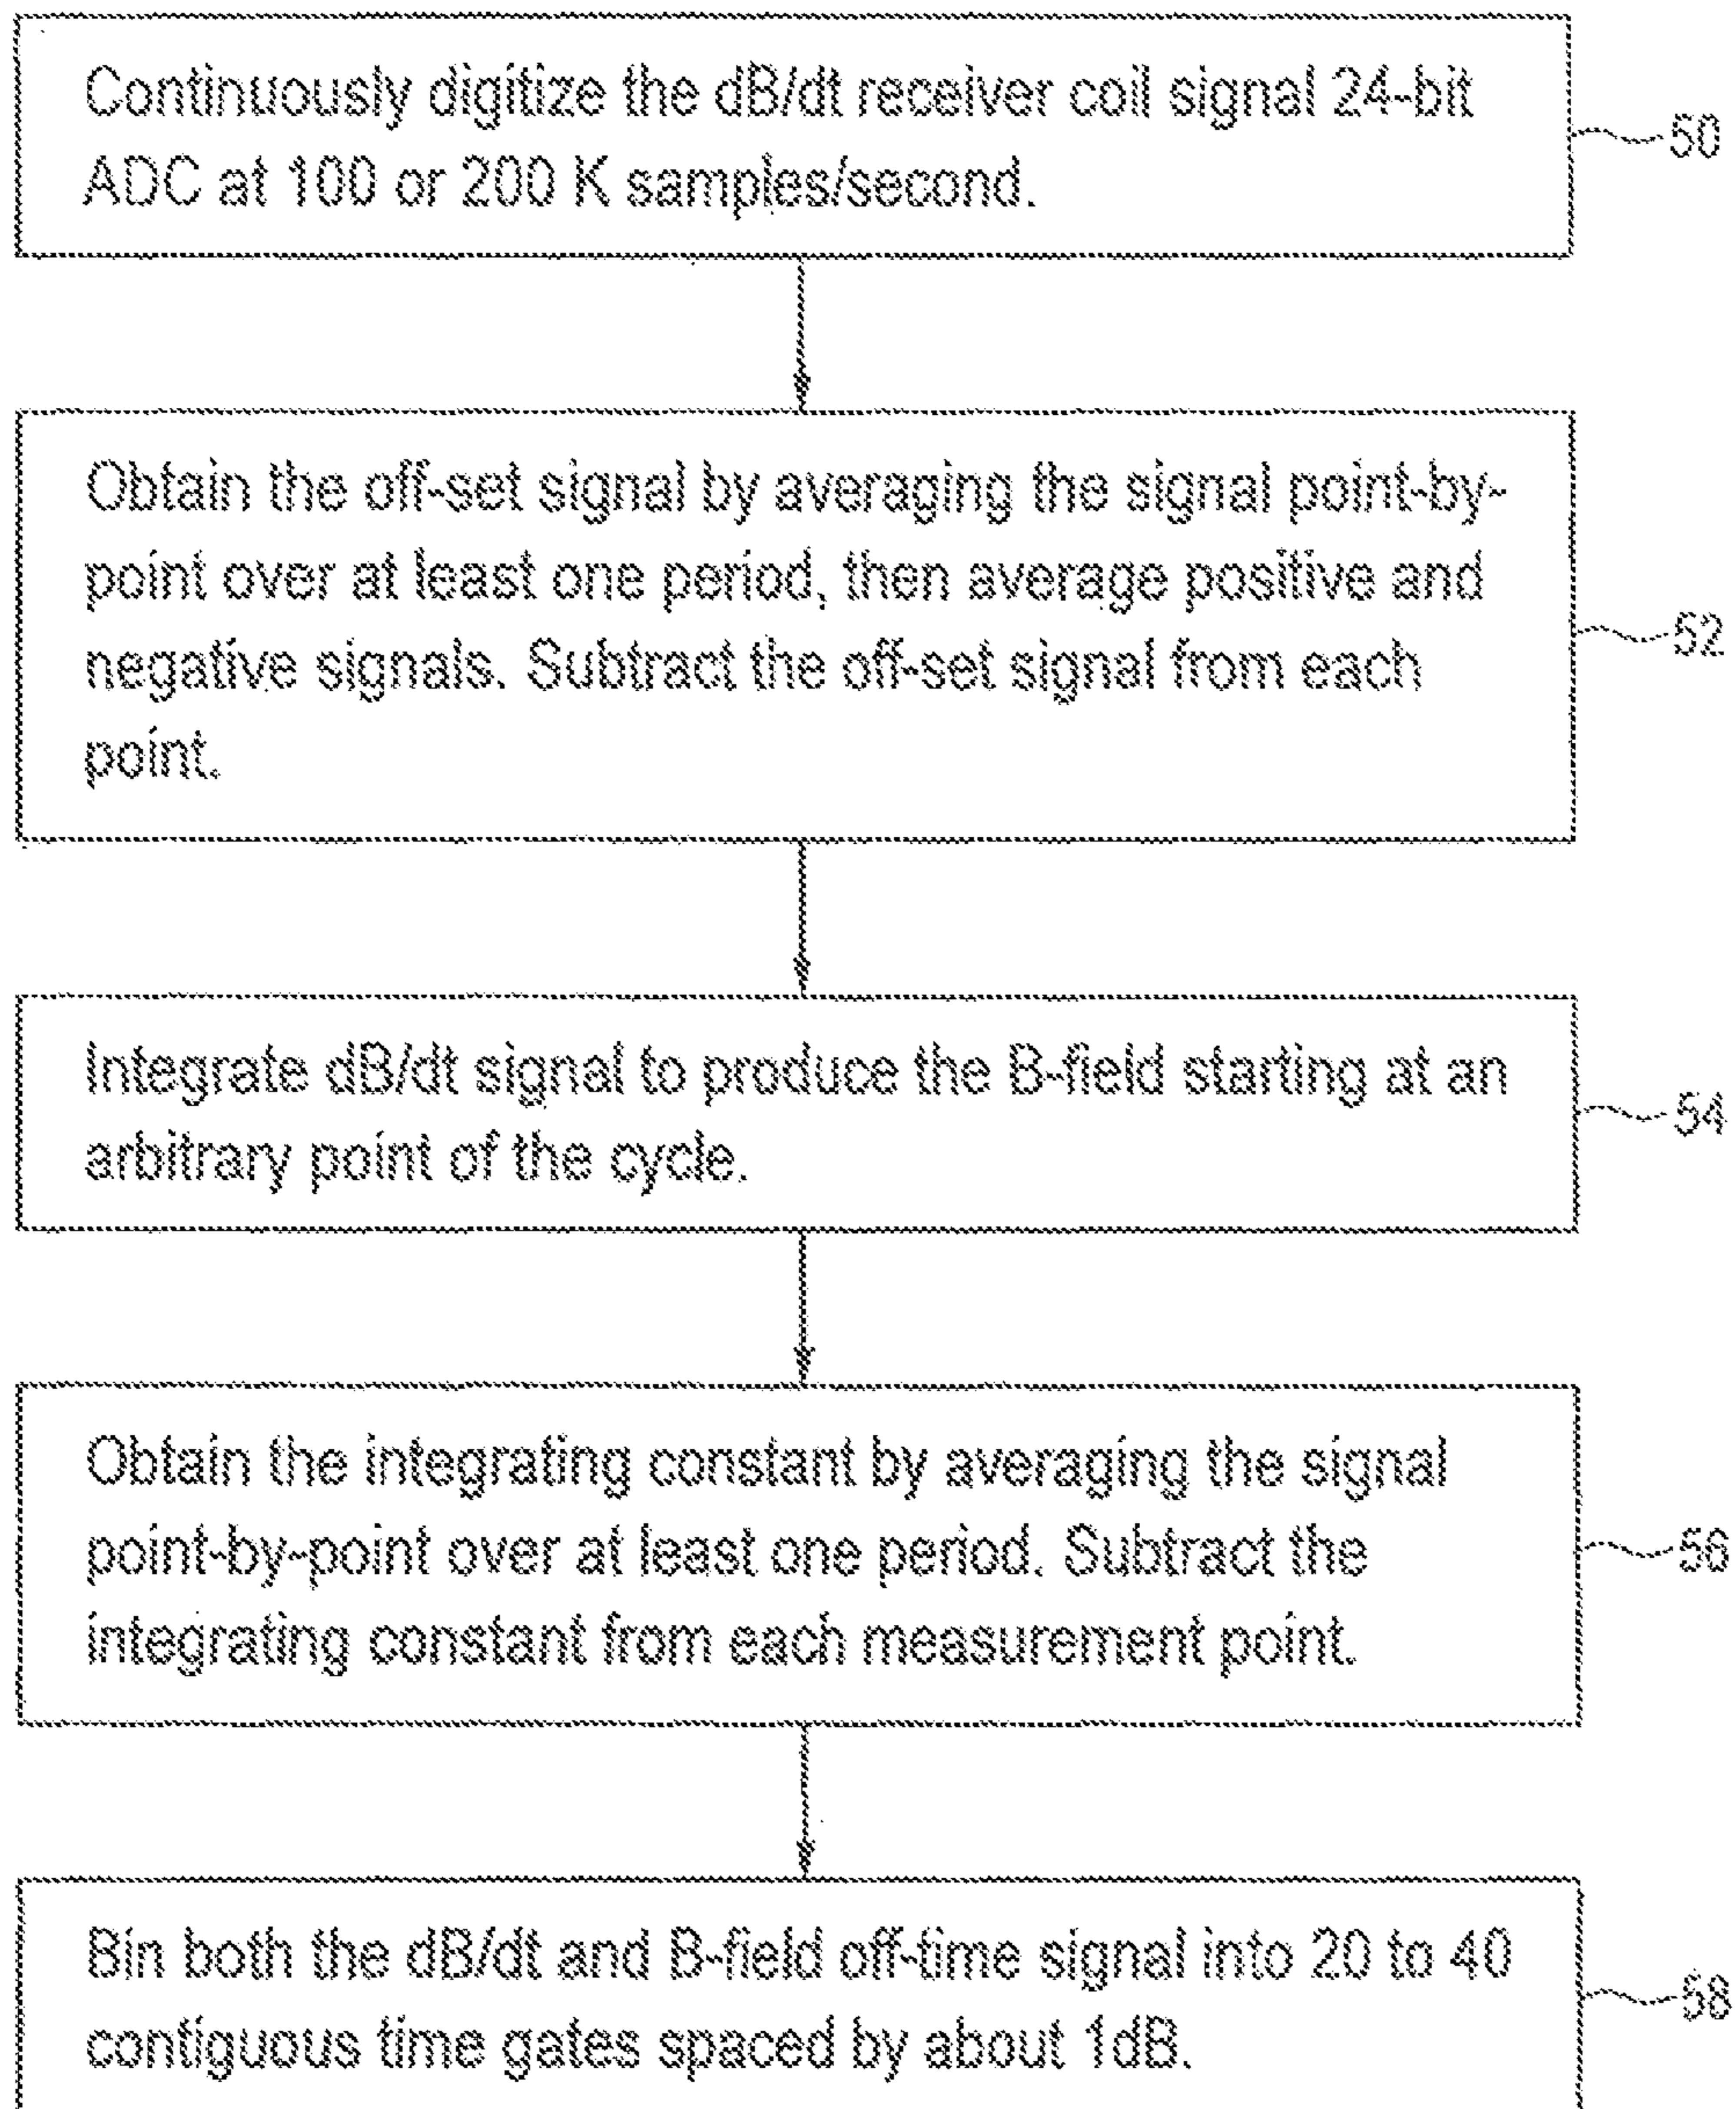 Continuously digitize the dB/dt receiver coil signal 24-bit
ADC at 100 or 200 K samples/second.
50
Obtain the off-set signal by averaging the signal point-by-
point over at least one period, then average positive and
negative signals. Subtract the off-set signal from each
point.
52
Integrate dB/dt signal to produce the B-field starting at an
arbitrary point of the cycle.
54
Obtain the integrating constant by averaging the signal
point-by-point over at least one period. Subtract the
integrating constant from each measurement point.
56
Bin both the dB/dt and B-field off-time signal into 20 to 40
contiguous time gates spaced by about 1dB.
58